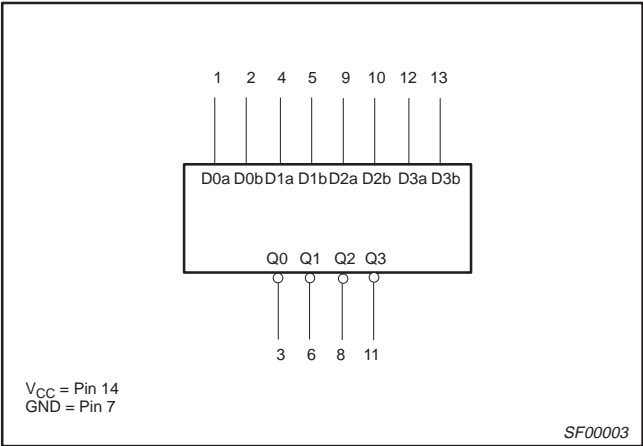 1 2 4 5 9 10 12 13
D0a D0b D1a D1b D2a D2b D3a D3b
Q0 Q1 Q2 Q3
3 6 8 11
VCC = Pin 14
GND = Pin 7
SF00003